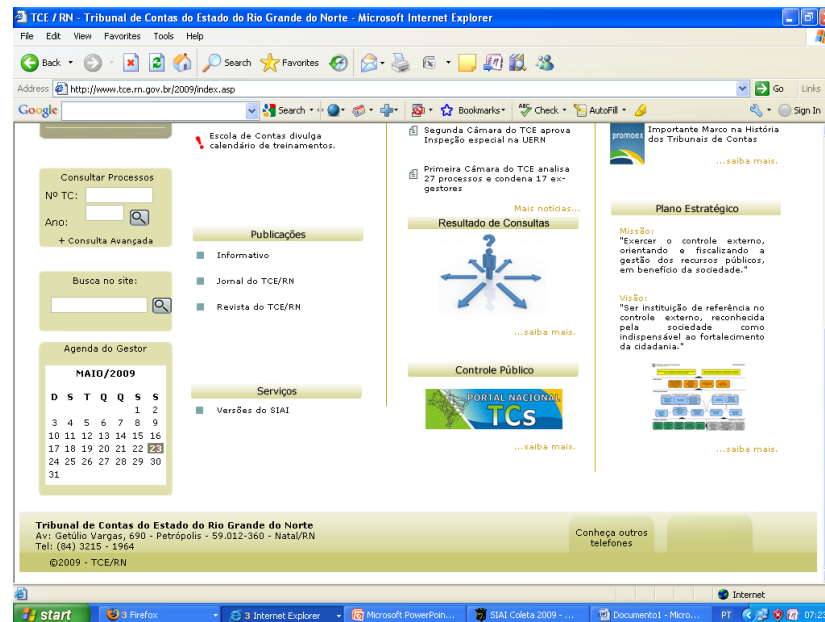 TCE / RN - Tribunal de Contas do Estado do Rio Grande do Norte - Microsoft Internet Explorer
File Edit View Favorites Tools Help
Back Search Favorites
Address http://www.tce.rn.gov.br/2009/index.asp Go Links
Google Search Bookmarks Check AutoFill Sign In
Consultar Processos
Nº TC:
Ano:
+ Consulta Avançada
Busca no site:
Agenda do Gestor
MAIO/2009
D S T Q Q S S
1 2
3 4 5 6 7 8 9
10 11 12 13 14 15 16
17 18 19 20 21 22 23
24 25 26 27 28 29 30
31
Escola de Contas divulga
calendário de treinamentos.
Publicações
Informativo
Jornal do TCE/RN
Revista do TCE/RN
Serviços
Versões do SIAI
Segunda Câmara do TCE aprova
Inspeção especial na UERN
Primeira Câmara do TCE analisa
27 processos e condena 17 ex-
gestores
Mais notícias...
Resultado de Consultas
...saiba mais.
Controle Público
PORTAL NACIONAL
TCs
...saiba mais.
promoex
Importante Marco na História
dos Tribunais de Contas
...saiba mais.
Plano Estratégico
Missão:
"Exercer o controle externo,
orientando e fiscalizando a
gestão dos recursos públicos,
em benefício da sociedade."
Visão:
"Ser instituição de referência no
controle externo, reconhecida
pela sociedade como
indispensável ao fortalecimento
da cidadania."
...saiba mais.
Tribunal de Contas do Estado do Rio Grande do Norte
Av: Getúlio Vargas, 690 - Petrópolis - 59.012-360 - Natal/RN
Tel: (84) 3215 - 1964
Conheça outros
telefones
©2009 - TCE/RN
Internet
start 3 Firefox 3 Internet Explorer Microsoft PowerPoin... SIAI Coleta 2009 - ... Documento1 - Micro... PT 07:23